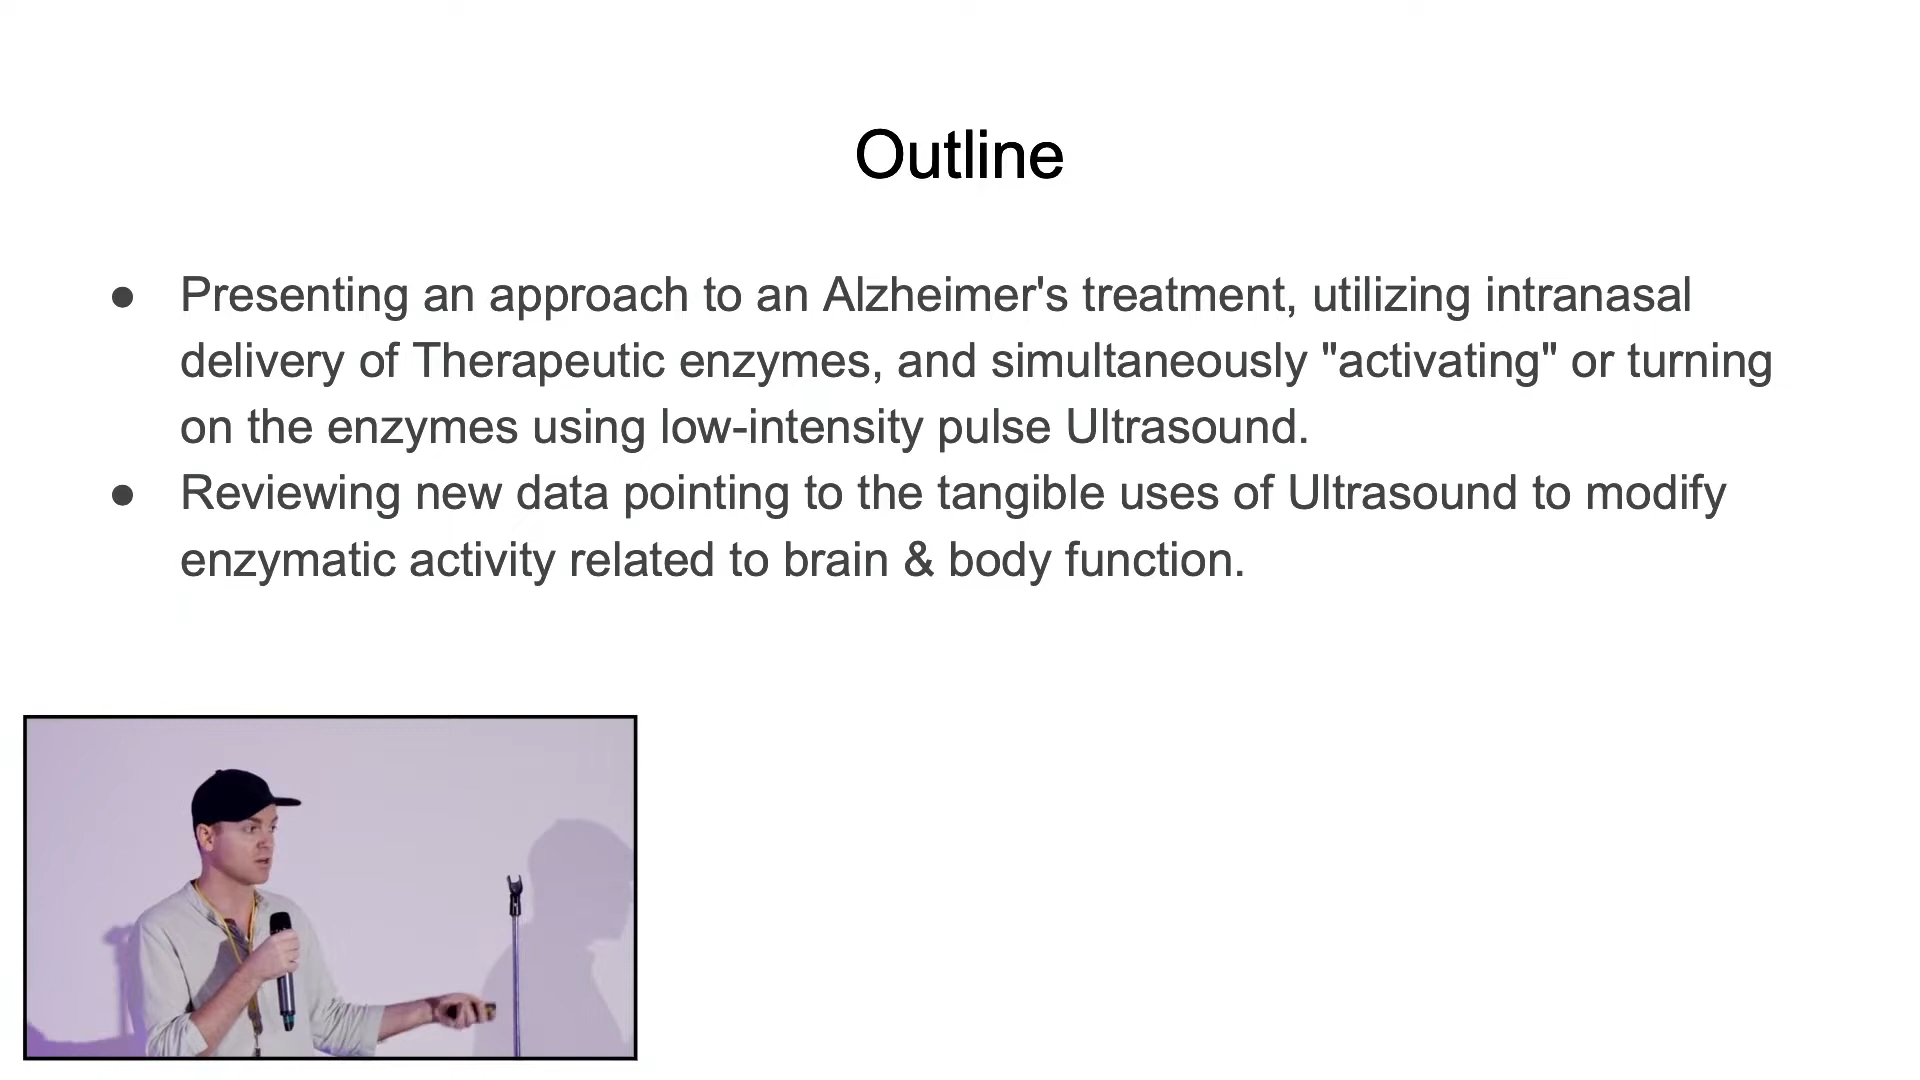 Outline
● Presenting an approach to an Alzheimer's treatment, utilizing intranasal
delivery of Therapeutic enzymes, and simultaneously "activating" or turning
on the enzymes using low-intensity pulse Ultrasound.
● Reviewing new data pointing to the tangible uses of Ultrasound to modify
enzymatic activity related to brain & body function.